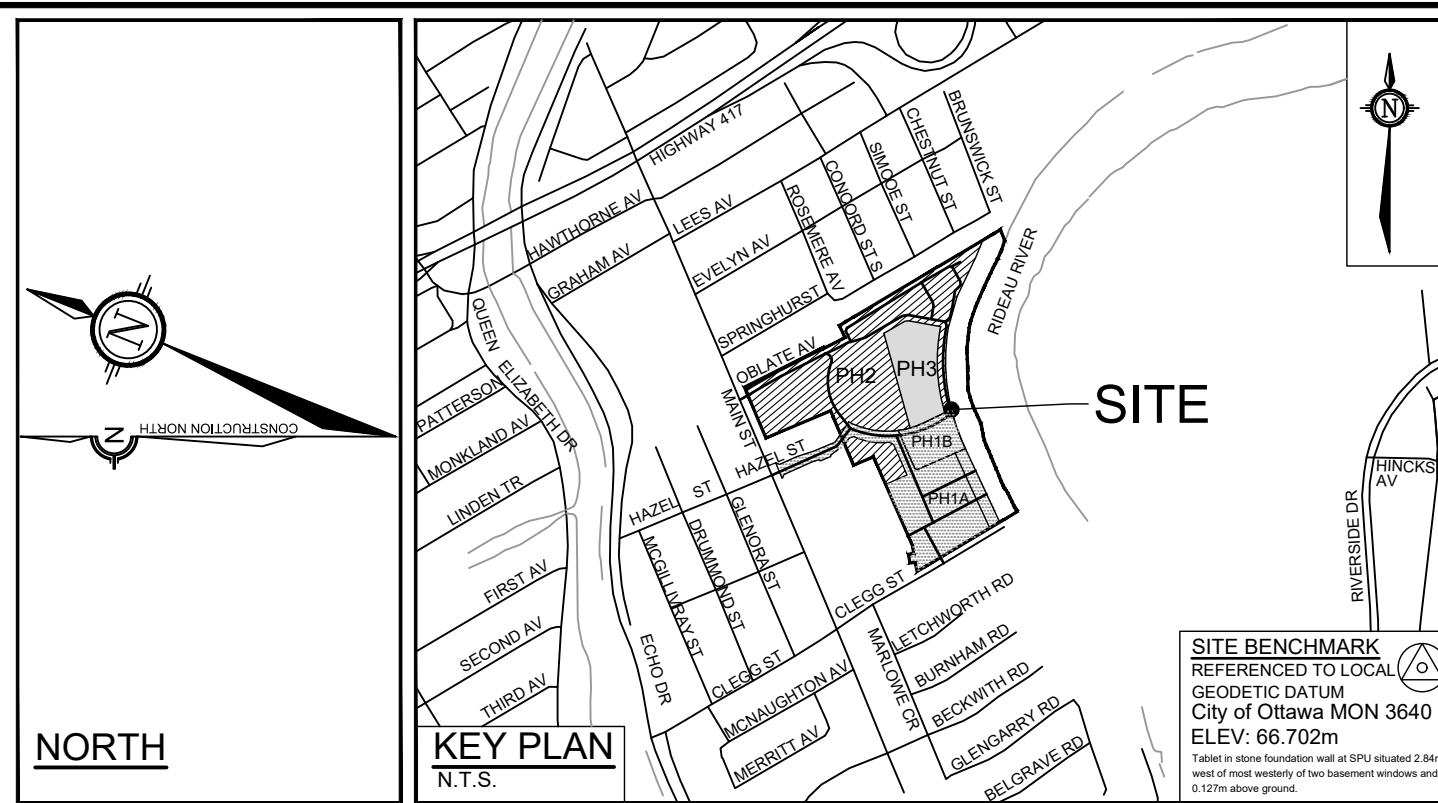 N
N
CONSTRUCTION NORTH
NORTH
HIGHWAY 417
HAWTHORNE AV
GRAHAM AV
LEES AV
EVELYN AV
SPRINGHURST
OBLATE AV
ROSEMERE AV
CONCORD ST S
SIMCOE ST
CHESTNUT ST
BRUNSWICK ST
RIDEAU RIVER
QUEEN ELIZABETH DR
PATTERSON
MONKLAND AV
LINDEN TR
FIRST AV
SECOND AV
THIRD AV
MAIN ST
HAZEL ST
HAZEL ST
GLENORA ST
DRUMMOND ST
MCGILLIVRAY ST
ECHO DR
CLEGG ST
CLEGG ST
MCNAUGHTON AV
MERRITT AV
MARLOWE CR
LETCHWORTH RD
BURNHAM RD
BECKWITH RD
GLENGARRY RD
BELGRAVE RD
PH2
PH3
PH1B
PH1A
SITE
N
HINCKS
AV
RIVERSIDE DR
KEY PLAN
N.T.S.
SITE BENCHMARK
REFERENCED TO LOCAL
GEODETIC DATUM
City of Ottawa MON 3640
ELEV: 66.702m
Tablet in stone foundation wall at SPU situated 2.84m
west of most westerly of two basement windows and
0.127m above ground.